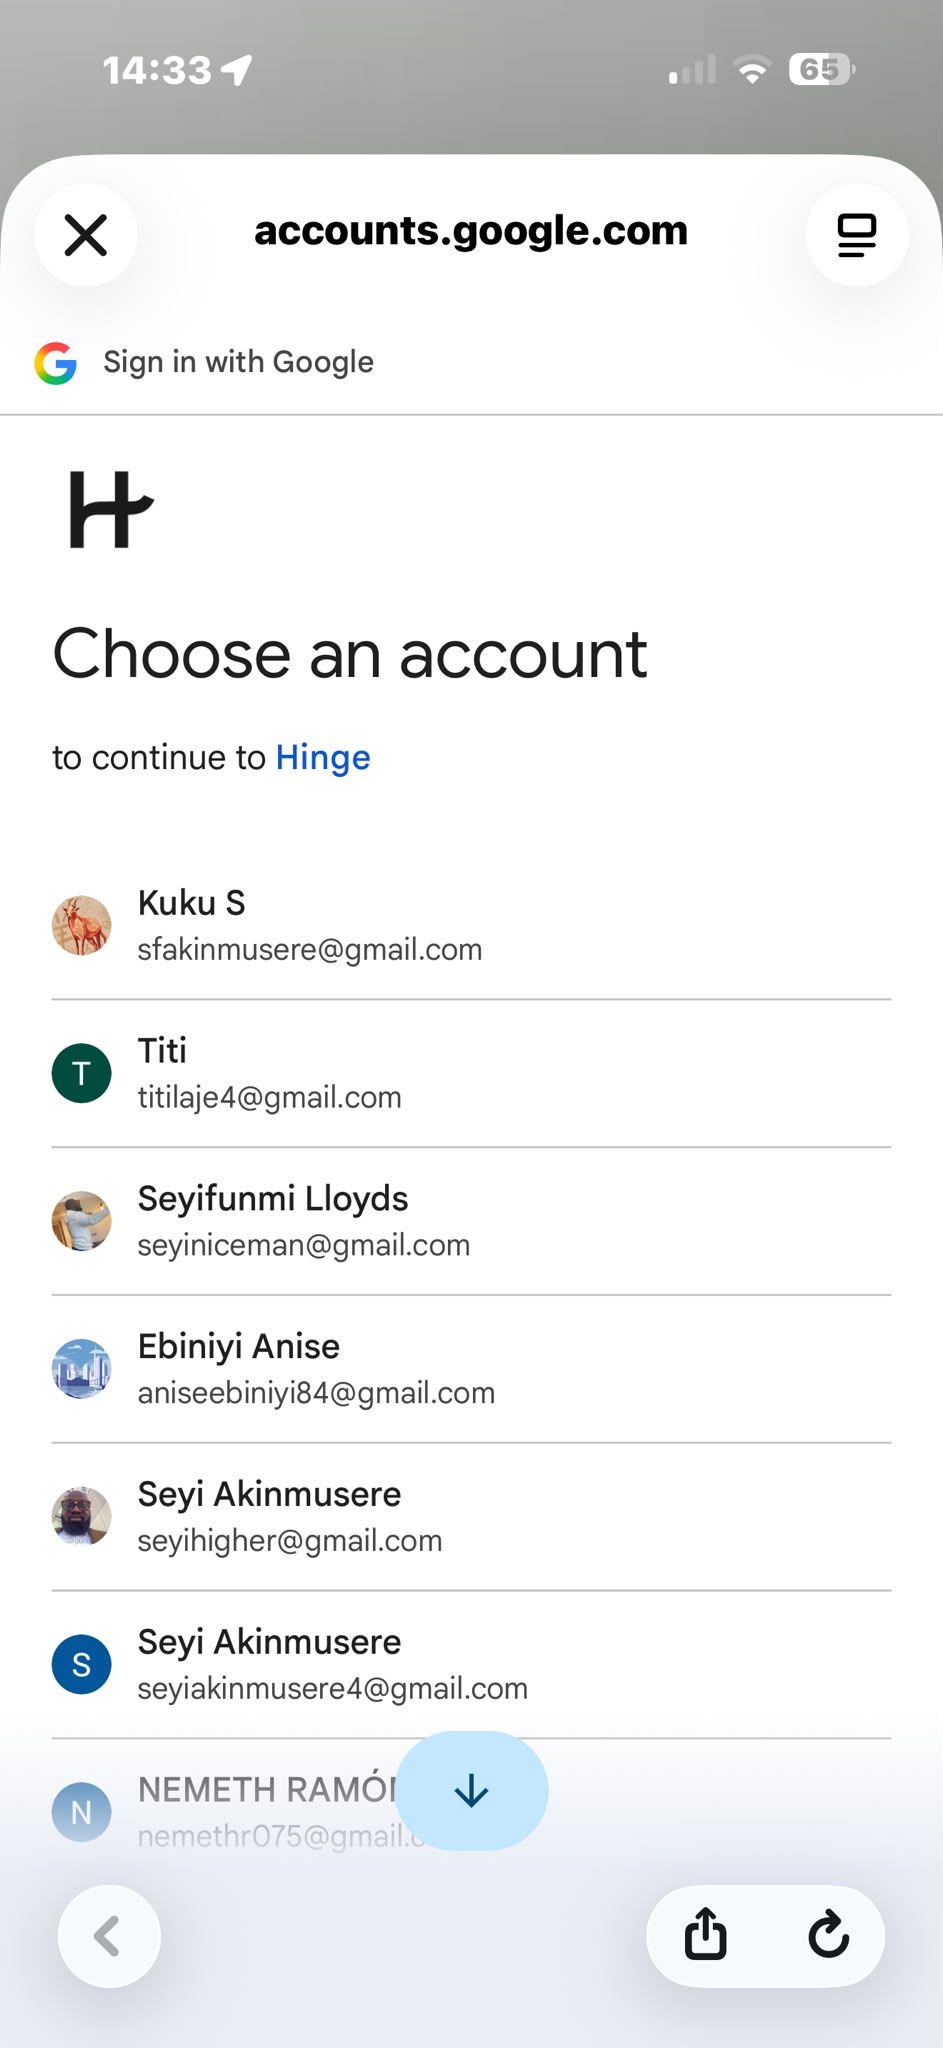 14:33
65
accounts.google.com
Sign in with Google
Choose an account
to continue to Hinge
Kuku S
sfakinmusere@gmail.com
T
Titi
titilaje4@gmail.com
Seyifunmi Lloyds
seyiniceman@gmail.com
Ebiniyi Anise
aniseebiniyi84@gmail.com
Seyi Akinmusere
seyihigher@gmail.com
S
Seyi Akinmusere
seyiakinmusere4@gmail.com
N
NEMETH RAMÓN
nemethr075@gmail.c